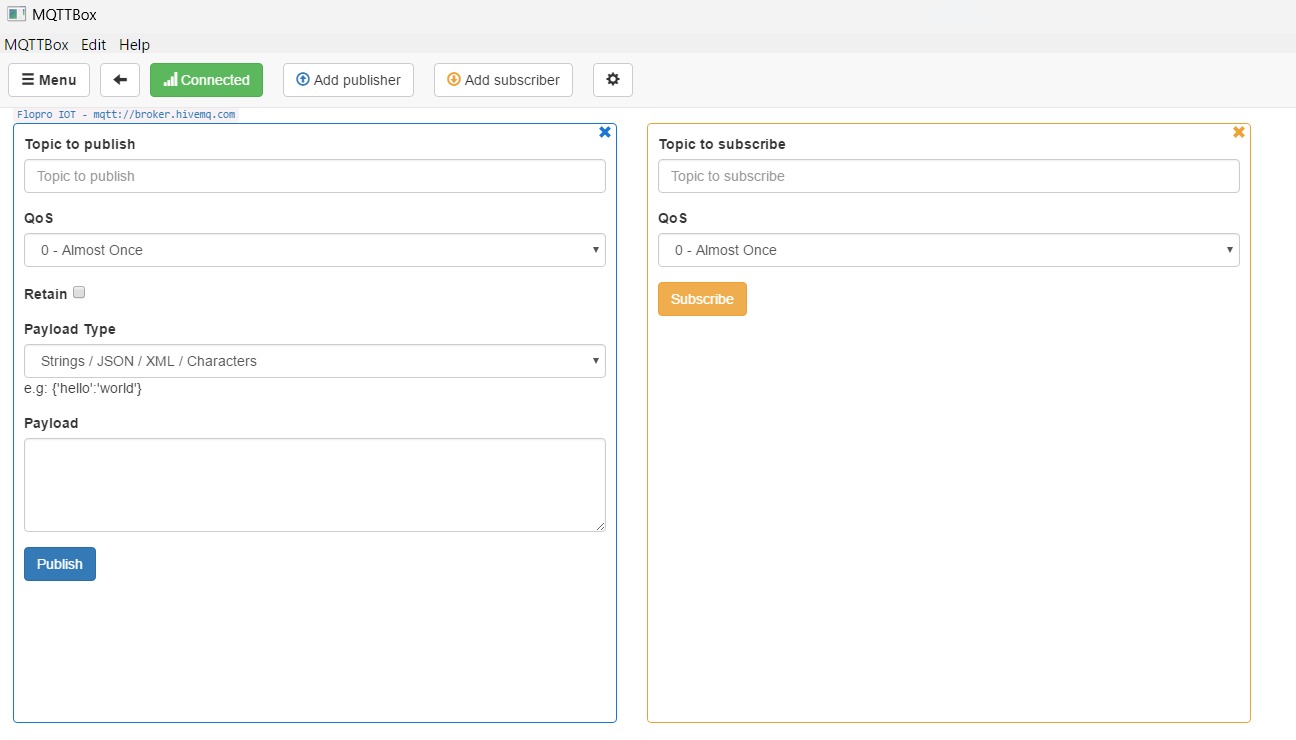 MQTTBox
MQTTBox Edit Help
Menu Connected Add publisher Add subscriber
Flopro IOT - mqtt://broker.hivemq.com
Topic to publish
Topic to publish
QoS
0 - Almost Once
Retain
Payload Type
Strings / JSON / XML / Characters
e.g: {'hello':'world'}
Payload
Publish
Topic to subscribe
Topic to subscribe
QoS
0 - Almost Once
Subscribe